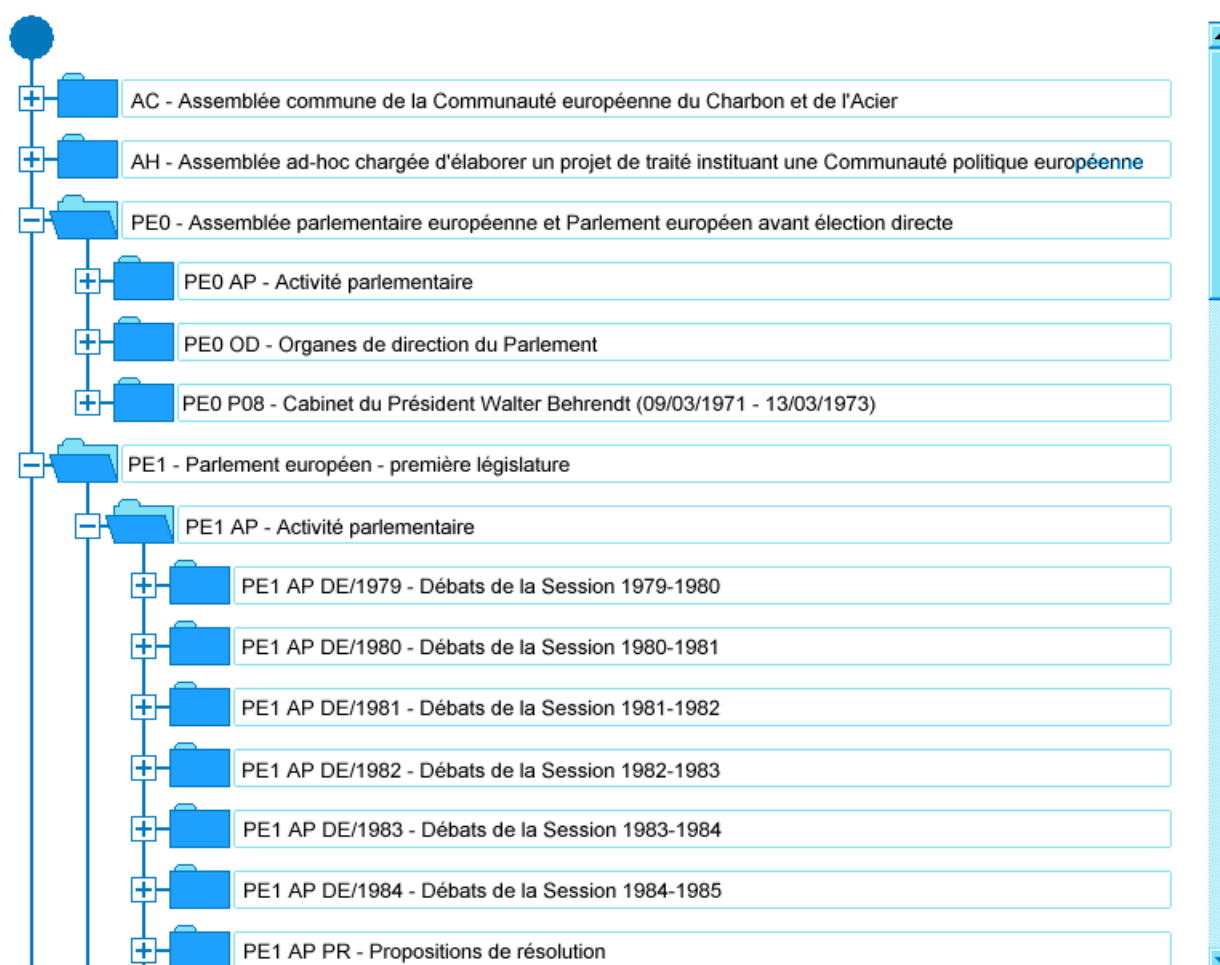 AC - Assemblée commune de la Communauté européenne du Charbon et de l'Acier
AH - Assemblée ad-hoc chargée d'élaborer un projet de traité instituant une Communauté politique européenne
PE0 - Assemblée parlementaire européenne et Parlement européen avant élection directe
PE0 AP - Activité parlementaire
PE0 OD - Organes de direction du Parlement
PE0 P08 - Cabinet du Président Walter Behrendt (09/03/1971 - 13/03/1973)
PE1 - Parlement européen - première législature
PE1 AP - Activité parlementaire
PE1 AP DE/1979 - Débats de la Session 1979-1980
PE1 AP DE/1980 - Débats de la Session 1980-1981
PE1 AP DE/1981 - Débats de la Session 1981-1982
PE1 AP DE/1982 - Débats de la Session 1982-1983
PE1 AP DE/1983 - Débats de la Session 1983-1984
PE1 AP DE/1984 - Débats de la Session 1984-1985
PE1 AP PR - Propositions de résolution